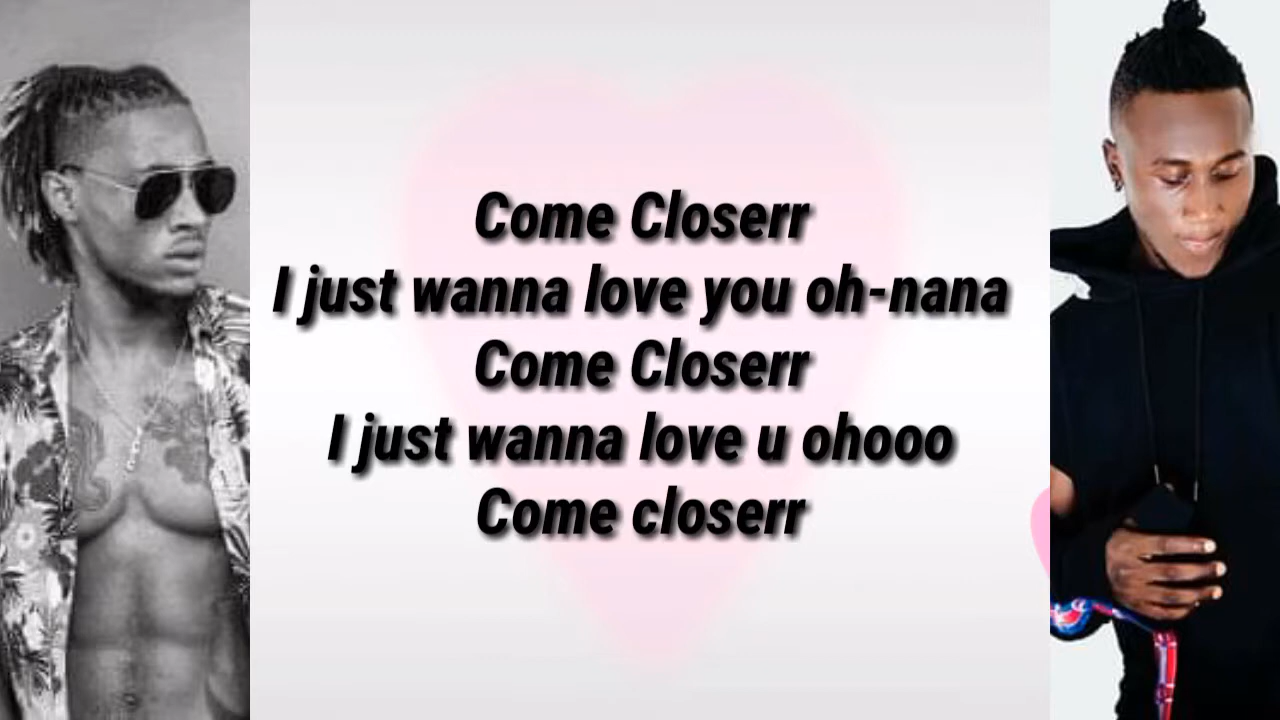 Come Closerr
I just wanna love you oh-nana
Come Closerr
I just wanna love u ohooo
Come closerr